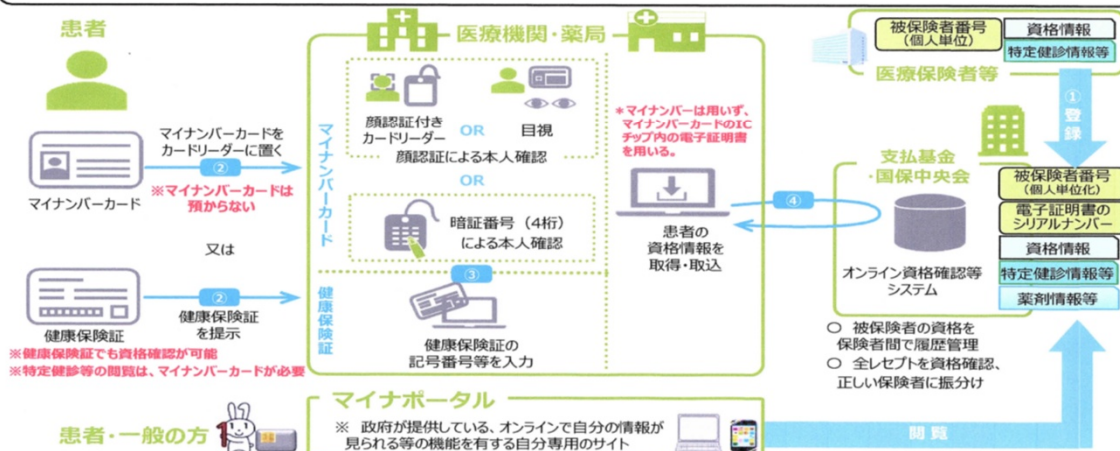 患者
マイナンバーカード
マイナンバーカードを
カードリーダーに置く
②
※マイナンバーカードは
預からない
又は
健康保険証
②
健康保険証
を提示
※健康保険証でも資格確認が可能
※特定健診等の閲覧は、マイナンバーカードが必要
医療機関・薬局
マイナンバーカード
顔認証付き
カードリーダー
OR
目視
顔認証による本人確認
OR
暗証番号（4桁）
による本人確認
③
健康保険証
健康保険証の
記号番号等を入力
＊マイナンバーは用いず、
マイナンバーカードのIC
チップ内の電子証明書
を用いる。
患者の
資格情報を
取得・取込
④
被保険者番号
（個人単位）
資格情報
特定健診情報等
医療保険者等
①
登録
支払基金
・国保中央会
オンライン資格確認等
システム
被保険者番号
（個人単位化）
電子証明書の
シリアルナンバー
資格情報
特定健診情報等
薬剤情報等
○ 被保険者の資格を
保険者間で履歴管理
○ 全レセプトを資格確認、
正しい保険者に振分け
患者・一般の方
マイナポータル
※ 政府が提供している、オンラインで自分の情報が
見られる等の機能を有する自分専用のサイト
閲覧